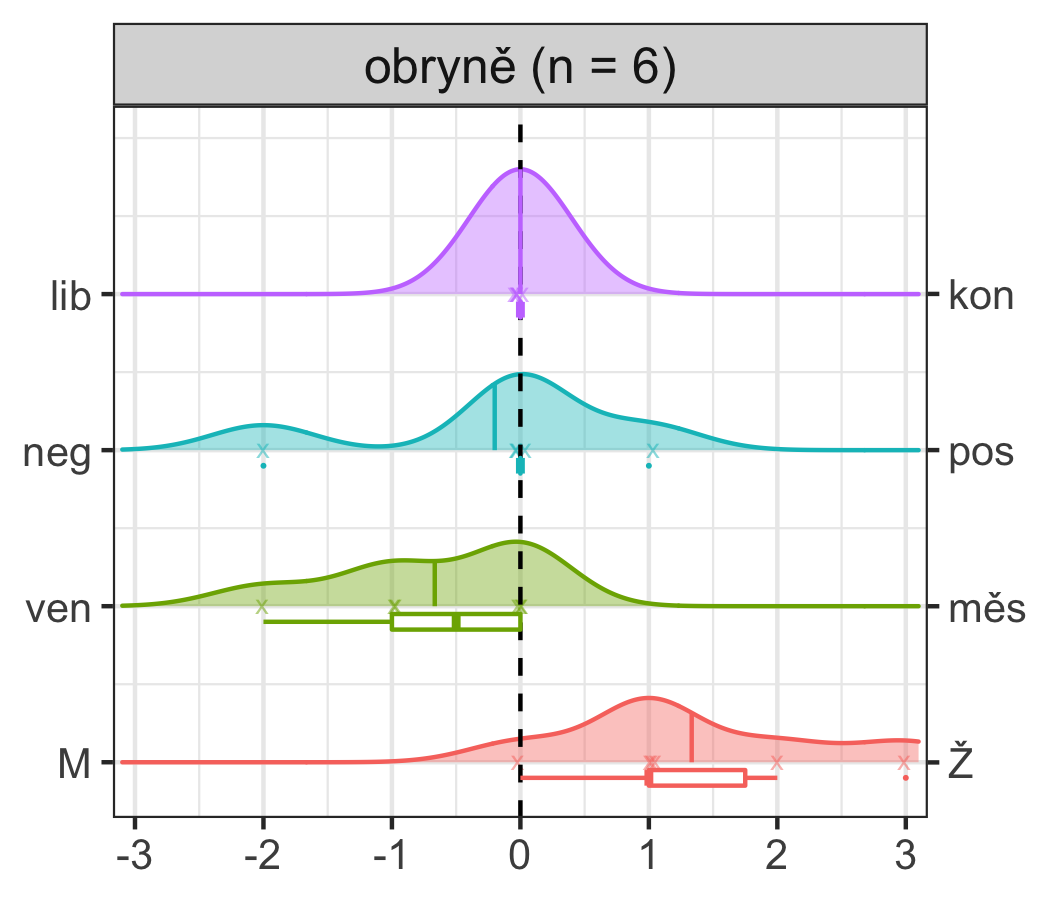 obryně (n = 6)
lib kon
neg pos
ven měs
M Ž
-3 -2 -1 0 1 2 3